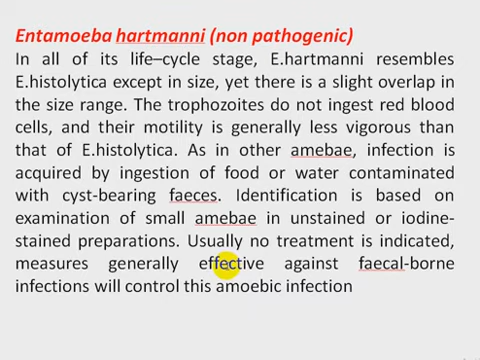 Entamoeba hartmanni (non pathogenic)
In all of its life–cycle stage, E.hartmanni resembles
E.histolytica except in size, yet there is a slight overlap in
the size range. The trophozoites do not ingest red blood
cells, and their motility is generally less vigorous than
that of E.histolytica. As in other amebae, infection is
acquired by ingestion of food or water contaminated
with cyst-bearing faeces. Identification is based on
examination of small amebae in unstained or iodine-
stained preparations. Usually no treatment is indicated,
measures generally effective against faecal-borne
infections will control this amoebic infection